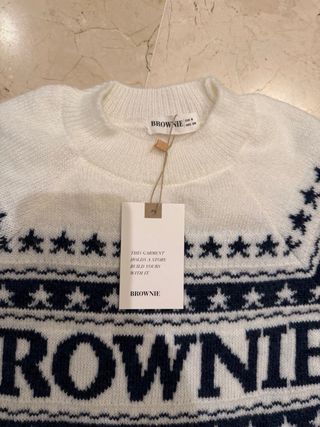 BROWNIE
THIS GARMENT
HOLDS A STORY.
BUILD YOURS
WITH IT
BROWNIE
ROWNIE